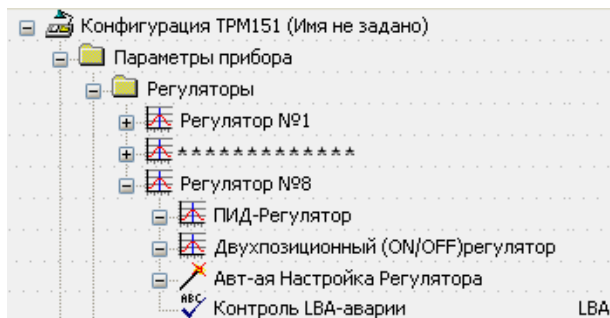 Конфигурация ТРМ151 (Имя не задано)
Параметры прибора
Регуляторы
Регулятор №1
*************
Регулятор №8
ПИД-Регулятор
Двухпозиционный (ON/OFF)регулятор
Авт-ая Настройка Регулятора
ABC Контроль LBA-аварии LBA